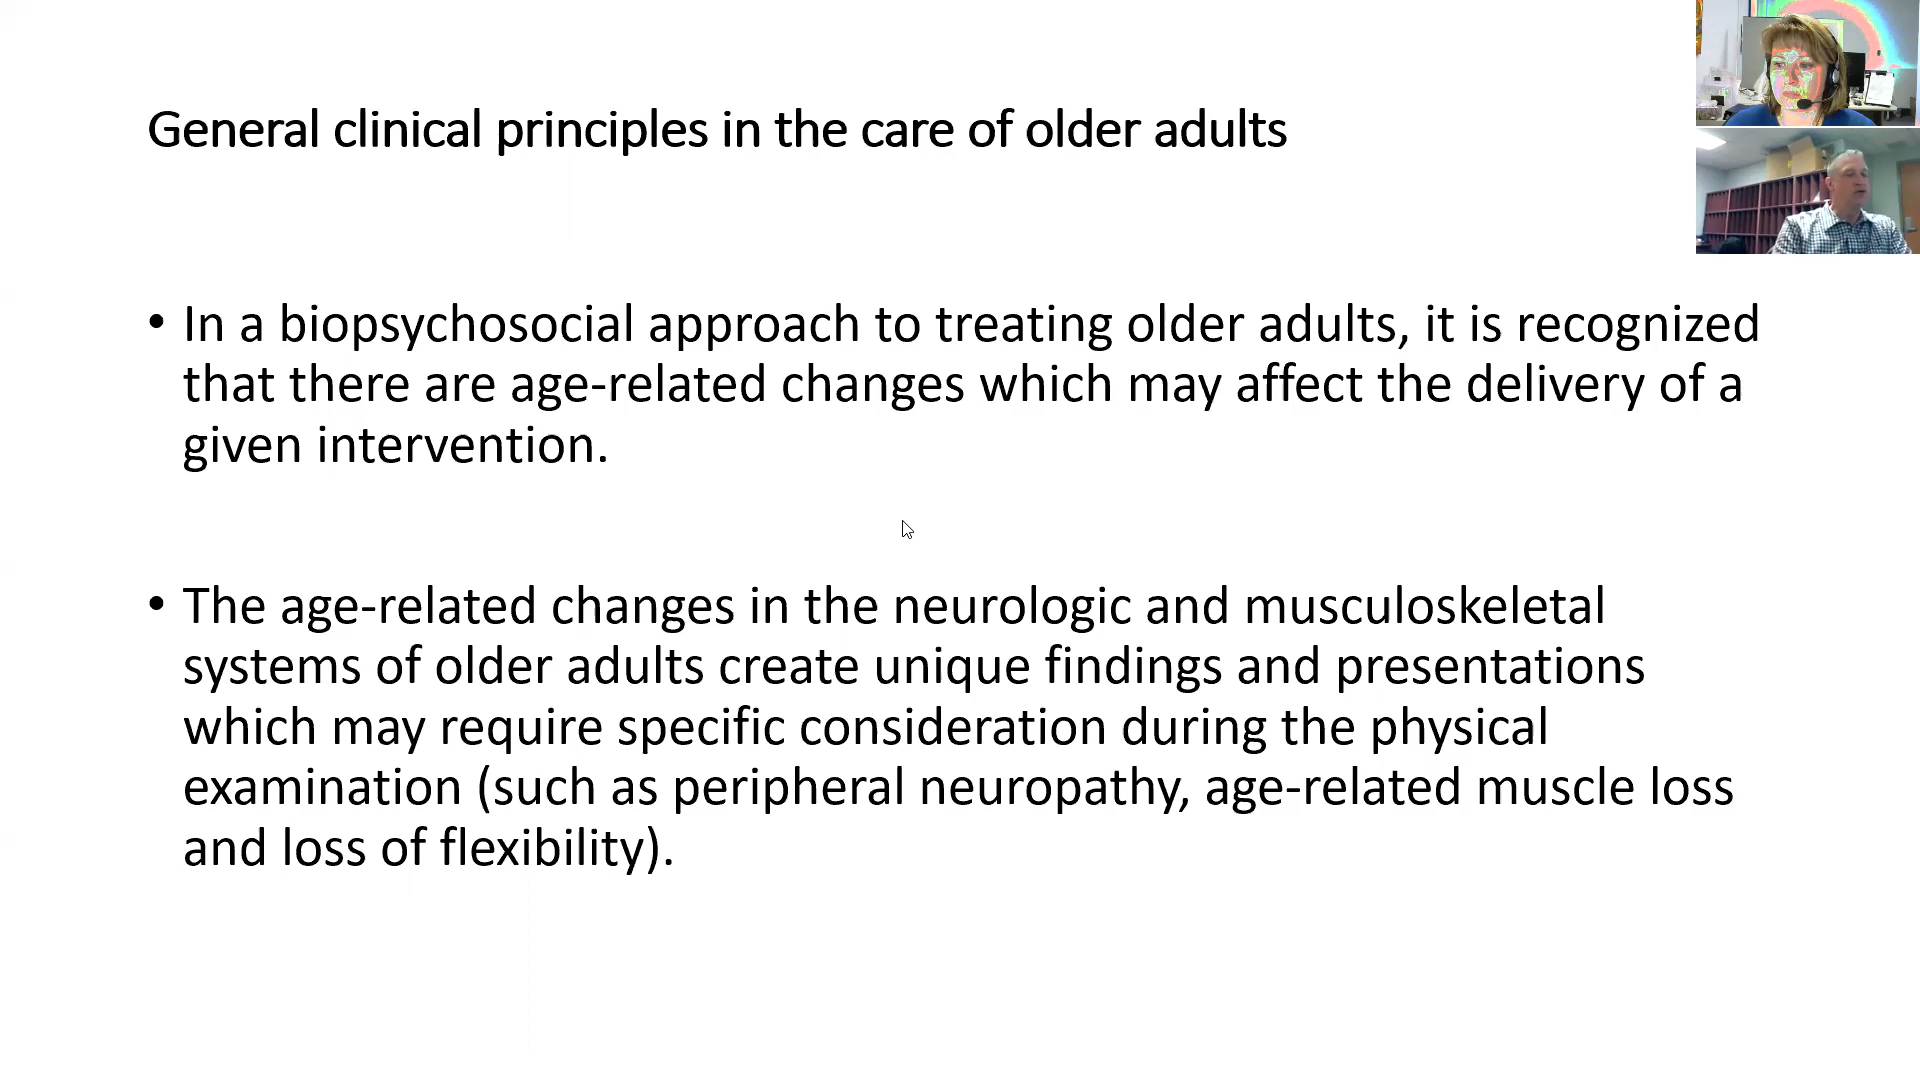 General clinical principles in the care of older adults
• In a biopsychosocial approach to treating older adults, it is recognized
that there are age-related changes which may affect the delivery of a
given intervention.
• The age-related changes in the neurologic and musculoskeletal
systems of older adults create unique findings and presentations
which may require specific consideration during the physical
examination (such as peripheral neuropathy, age-related muscle loss
and loss of flexibility).